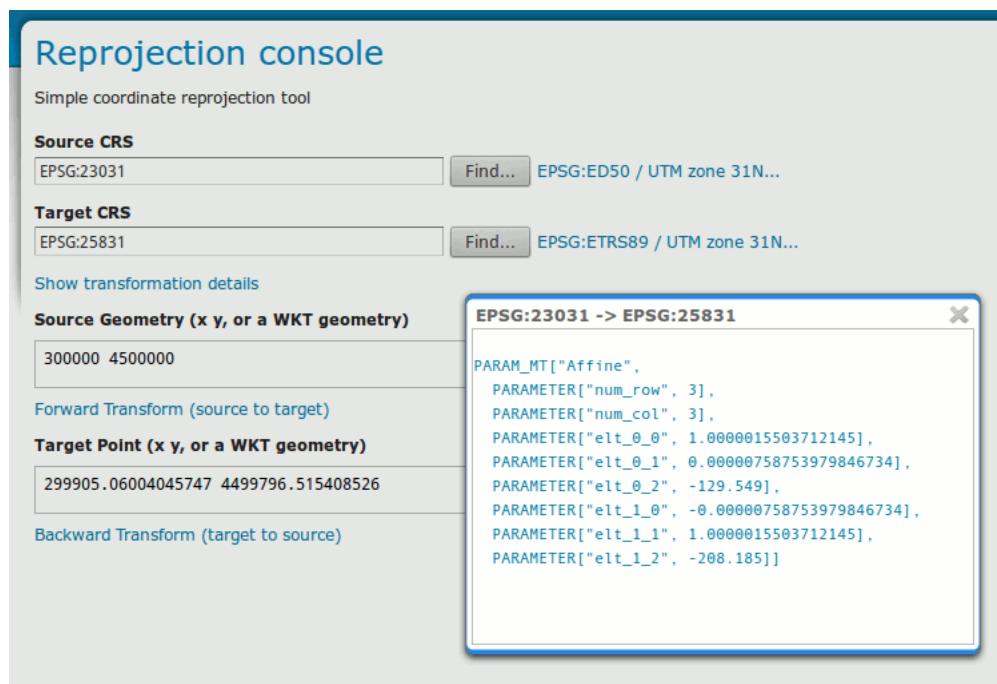 Reprojection console
Simple coordinate reprojection tool
Source CRS
EPSG:23031 Find... EPSG:ED50 / UTM zone 31N...
Target CRS
EPSG:25831 Find... EPSG:ETRS89 / UTM zone 31N...
Show transformation details
Source Geometry (x y, or a WKT geometry)
300000 4500000
Forward Transform (source to target)
Target Point (x y, or a WKT geometry)
299905.06004045747 4499796.515408526
Backward Transform (target to source)
EPSG:23031 -> EPSG:25831
PARAM_MT["Affine",
PARAMETER["num_row", 3],
PARAMETER["num_col", 3],
PARAMETER["elt_0_0", 1.0000015503712145],
PARAMETER["elt_0_1", 0.00000758753979846734],
PARAMETER["elt_0_2", -129.549],
PARAMETER["elt_1_0", -0.00000758753979846734],
PARAMETER["elt_1_1", 1.0000015503712145],
PARAMETER["elt_1_2", -208.185]]